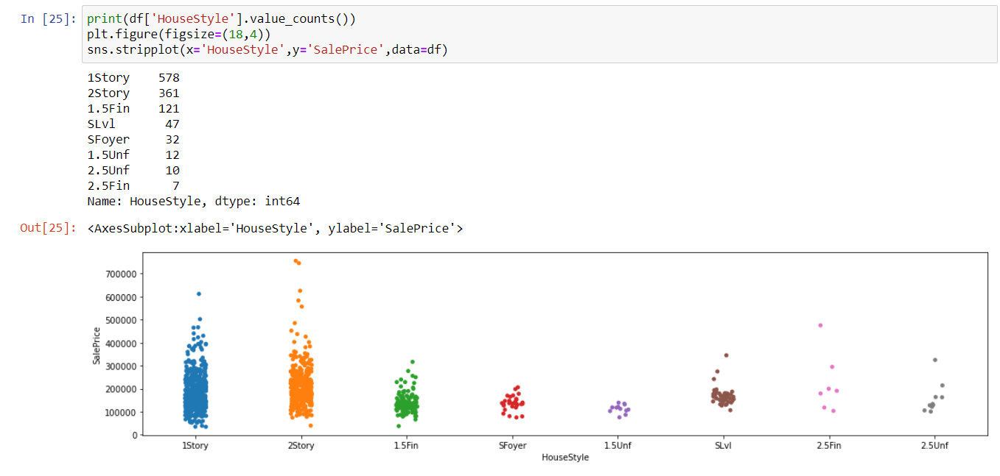 In [25]: print(df['HouseStyle'].value_counts())
plt.figure(figsize=(18,4))
sns.stripplot(x='HouseStyle',y='SalePrice',data=df)
1Story 578
2Story 361
1.5Fin 121
SLvl 47
SFoyer 32
1.5Unf 12
2.5Unf 10
2.5Fin 7
Name: HouseStyle, dtype: int64
Out[25]: <AxesSubplot:xlabel='HouseStyle', ylabel='SalePrice'>
700000
600000
500000
400000
300000
200000
100000
0
SalePrice
1Story 2Story 1.5Fin SFoyer 1.5Unf SLvl 2.5Fin 2.5Unf
HouseStyle